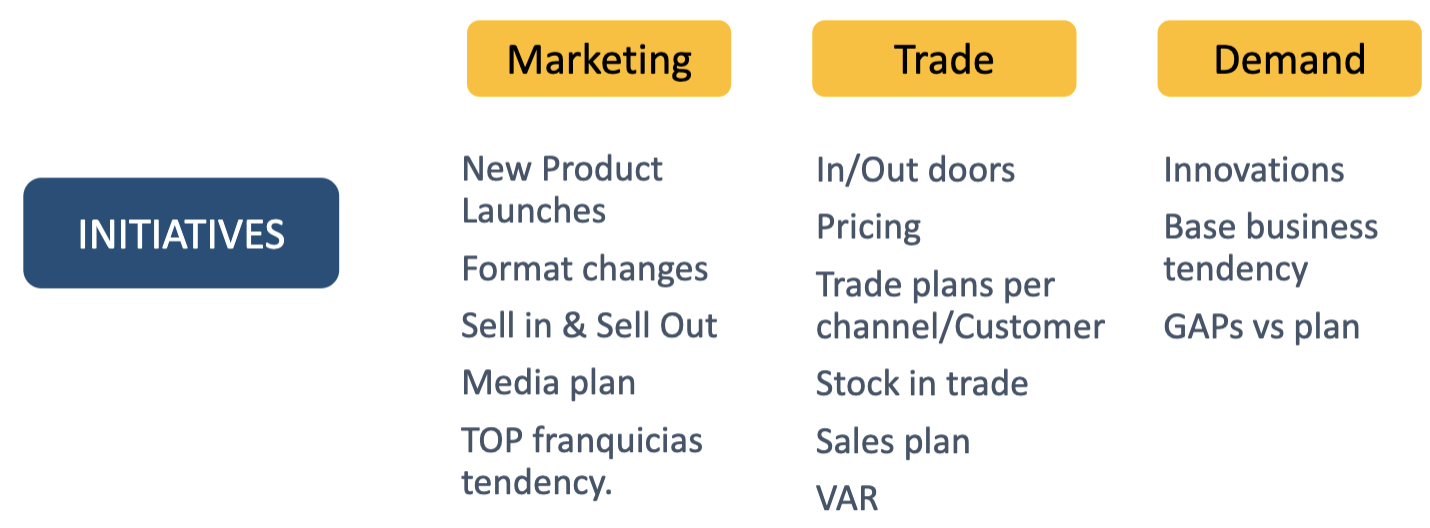 Marketing
Trade
Demand
INITIATIVES
New Product
Launches
Format changes
Sell in & Sell Out
Media plan
TOP franquicias
tendency.
In/Out doors
Pricing
Trade plans per
channel/Customer
Stock in trade
Sales plan
VAR
Innovations
Base business
tendency
GAPs vs plan